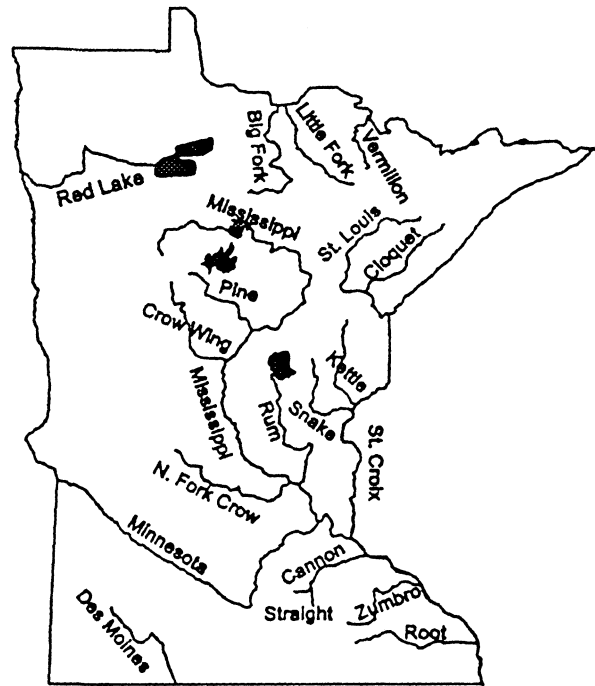 Big Fork
Little Fork
Vermilion
Red Lake
Mississippi
St. Louis
Cloquet
Pine
Crow Wing
Kettle
Mississippi
Rum
Snake
St. Croix
N. Fork Crow
Minnesota
Cannon
Straight
Zumbro
Root
Des Moines